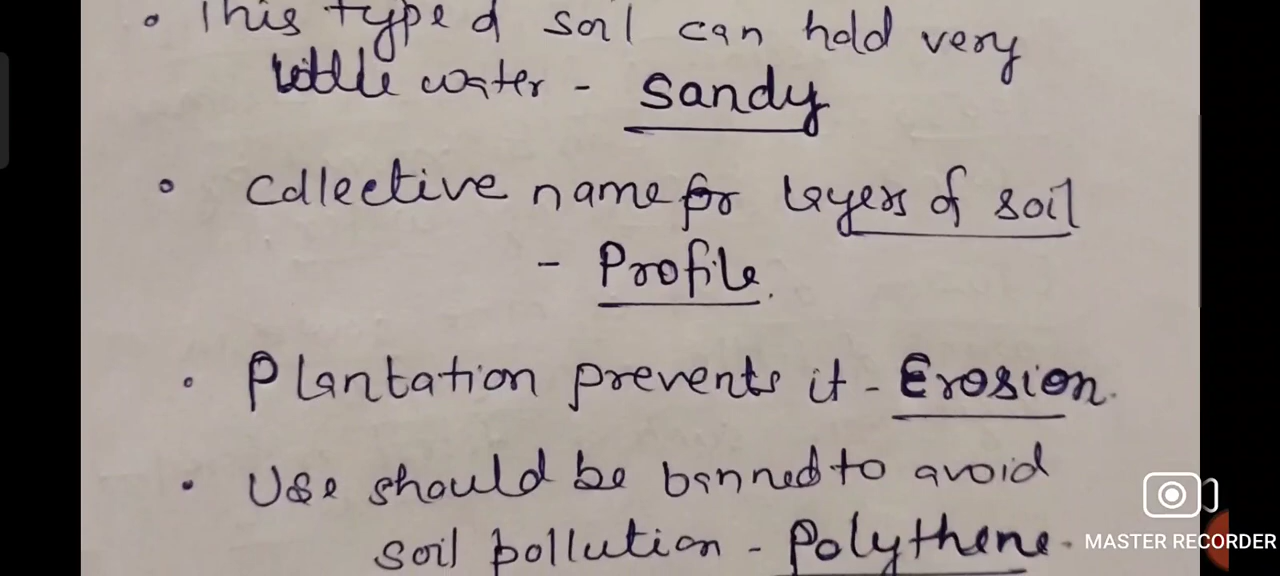 • This type of soil can hold very
little water - Sandy
• Collective name for layers of soil
- Profile.
• Plantation prevents it - Erosion.
• Use should be banned to avoid
soil pollution - Polythene.
MASTER RECORDER